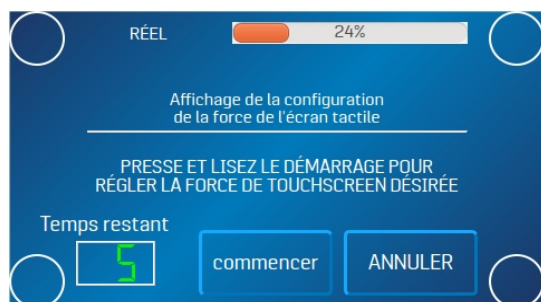 RÉEL 24%
Affichage de la configuration
de la force de l'écran tactile
PRESSE ET LISEZ LE DÉMARRAGE POUR
RÉGLER LA FORCE DE TOUCHSCREEN DÉSIRÉE
Temps restant
5
commencer ANNULER